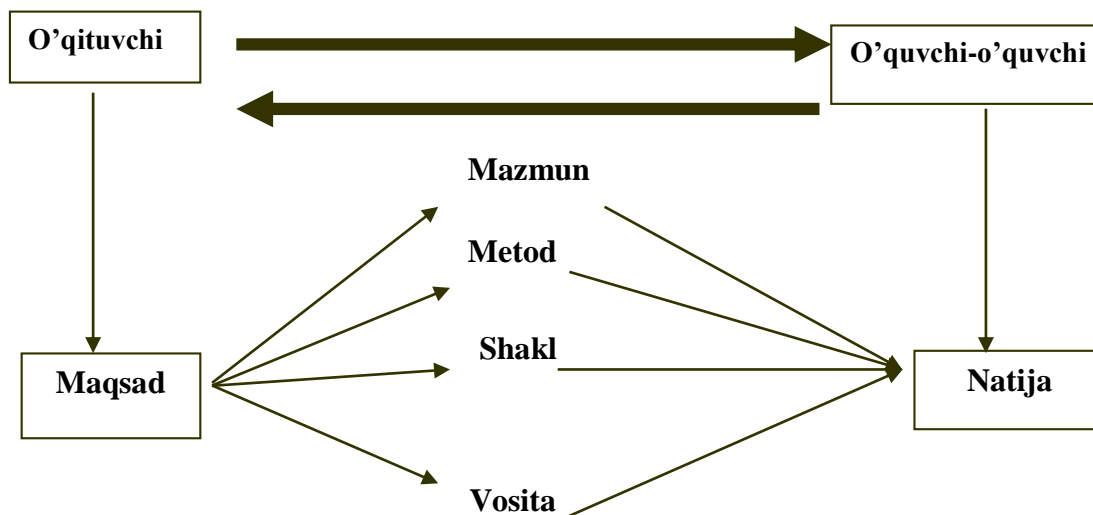 O'qituvchi
O'quvchi-o'quvchi
Mazmun
Metod
Shakl
Maqsad
Natija
Vosita